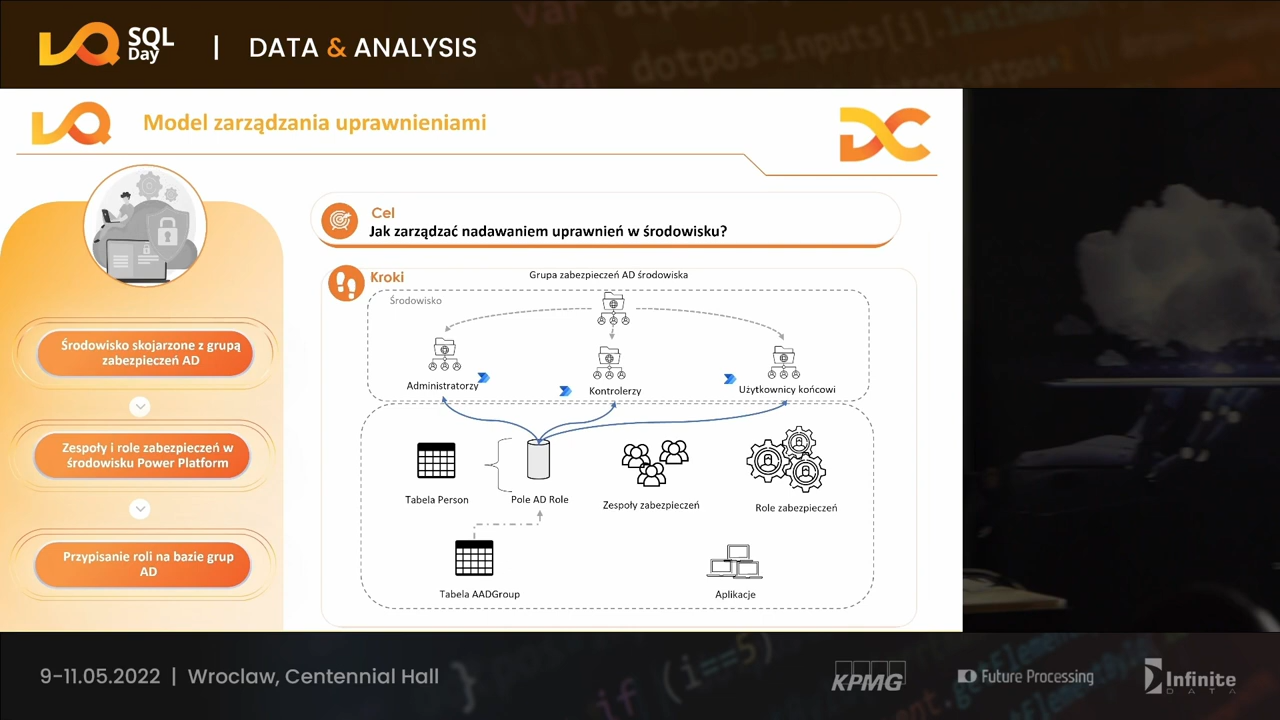 SQL
Day
| DATA & ANALYSIS
Model zarządzania uprawnieniami
DC
Środowisko skojarzone z grupą
zabezpieczeń AD
Zespoły i role zabezpieczeń w
środowisku Power Platform
Przypisanie roli na bazie grup
AD
Cel
Jak zarządzać nadawaniem uprawnień w środowisku?
Kroki
Grupa zabezpieczeń AD środowiska
Środowisko
Administratorzy
Kontrolerzy
Użytkownicy końcowi
Tabela Person
Pole AD Role
Zespoły zabezpieczeń
Role zabezpieczeń
Tabela AADGroup
Aplikacje
9-11.05.2022 | Wroclaw, Centennial Hall
KPMG
Future Processing
Infinite
DATA